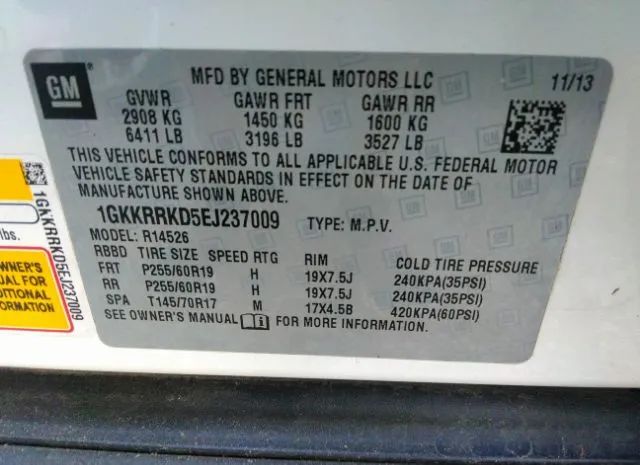 GM
MFD BY GENERAL MOTORS LLC 11/13
GVWR GAWR FRT GAWR RR
2908 KG 1450 KG 1600 KG
6411 LB 3196 LB 3527 LB
THIS VEHICLE CONFORMS TO ALL APPLICABLE U.S. FEDERAL MOTOR
VEHICLE SAFETY STANDARDS IN EFFECT ON THE DATE OF
MANUFACTURE SHOWN ABOVE.
1GKKRRKD5EJ237009 TYPE: M.P.V.
MODEL: R14526
RBBD TIRE SIZE SPEED RTG RIM COLD TIRE PRESSURE
FRT P255/60R19 H 19X7.5J 240KPA(35PSI)
RR P255/60R19 H 19X7.5J 240KPA(35PSI)
SPA T145/70R17 M 17X4.5B 420KPA(60PSI)
SEE OWNER'S MANUAL FOR MORE INFORMATION.
1GKKRRKD5EJ237009
lbs.
OWNER'S
FOR
INFORMATION